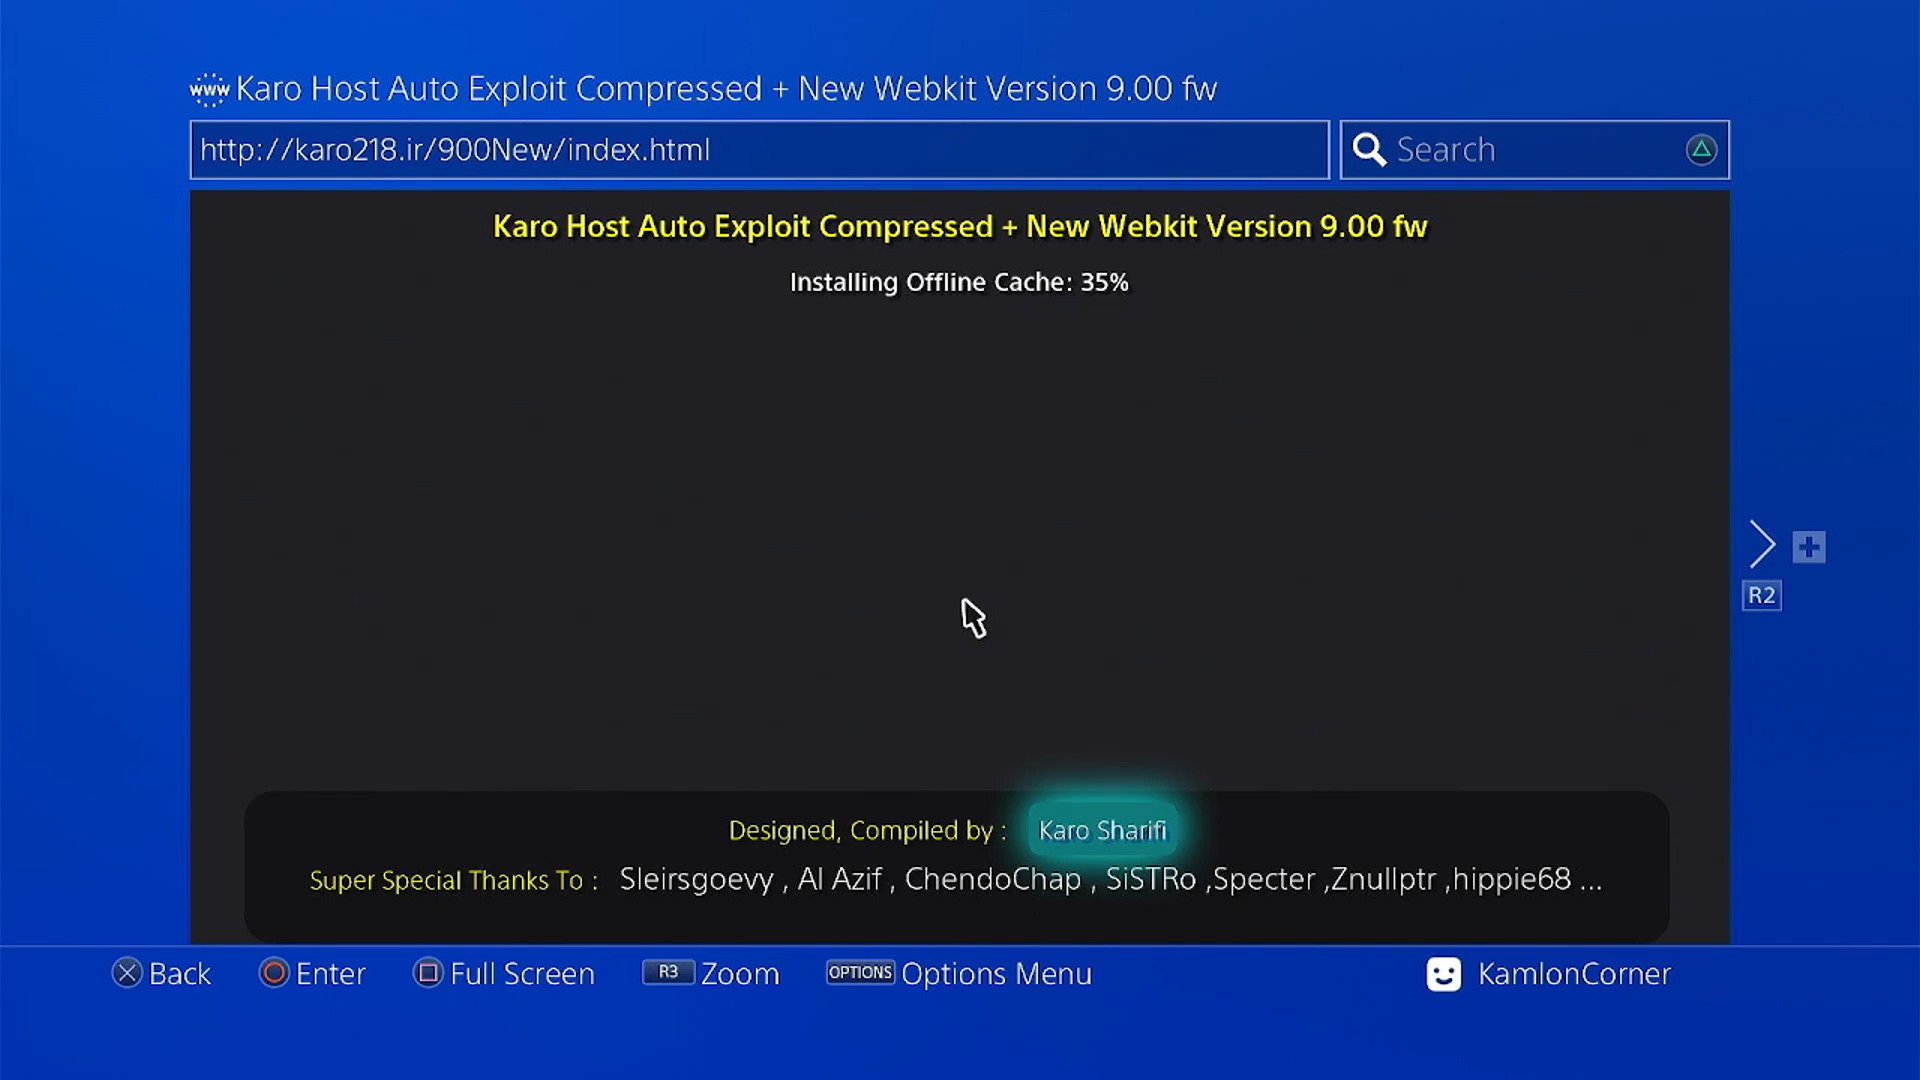 www Karo Host Auto Exploit Compressed + New Webkit Version 9.00 fw
http://karo218.ir/900New/index.html
Search
Karo Host Auto Exploit Compressed + New Webkit Version 9.00 fw
Installing Offline Cache: 35%
R2
Designed, Compiled by : Karo Sharifi
Super Special Thanks To : Sleirsgoevy , Al Azif , ChendoChap , SiSTRo ,Specter ,Znullptr ,hippie68 ...
Back Enter Full Screen R3 Zoom OPTIONS Options Menu KamlonCorner